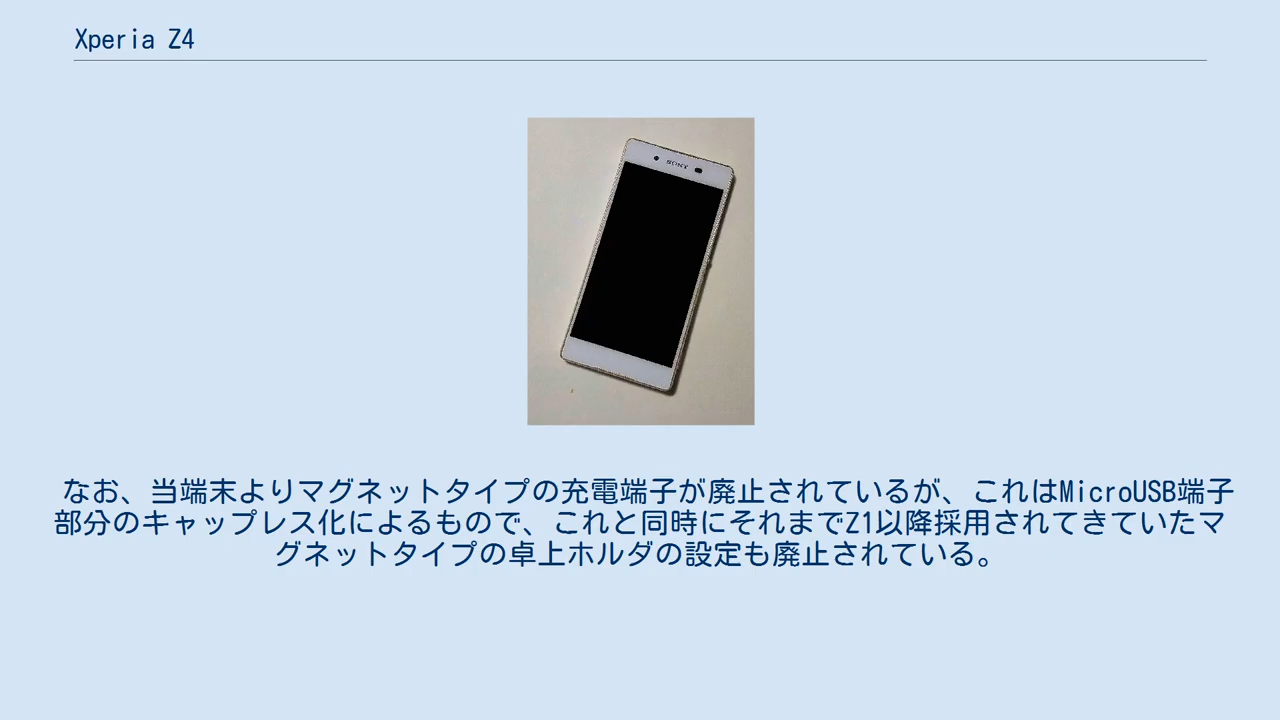 Xperia Z4
SONY
なお、当端末よりマグネットタイプの充電端子が廃止されているが、これはMicroUSB端子
部分のキャップレス化によるもので、これと同時にそれまでZ1以降採用されてきていたマ
グネットタイプの卓上ホルダの設定も廃止されている。